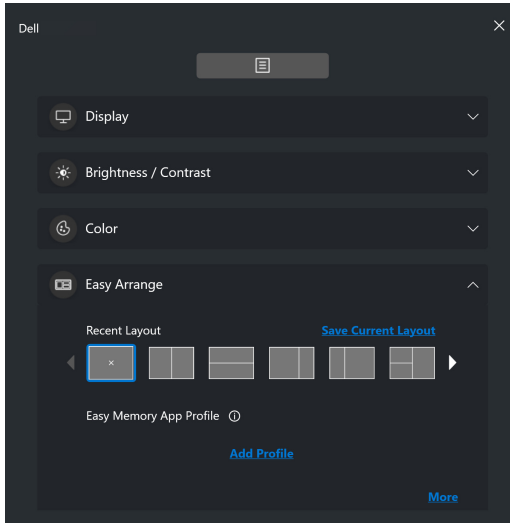 Dell
Display
Brightness / Contrast
Color
Easy Arrange
Recent Layout
Save Current Layout
Easy Memory App Profile
Add Profile
More